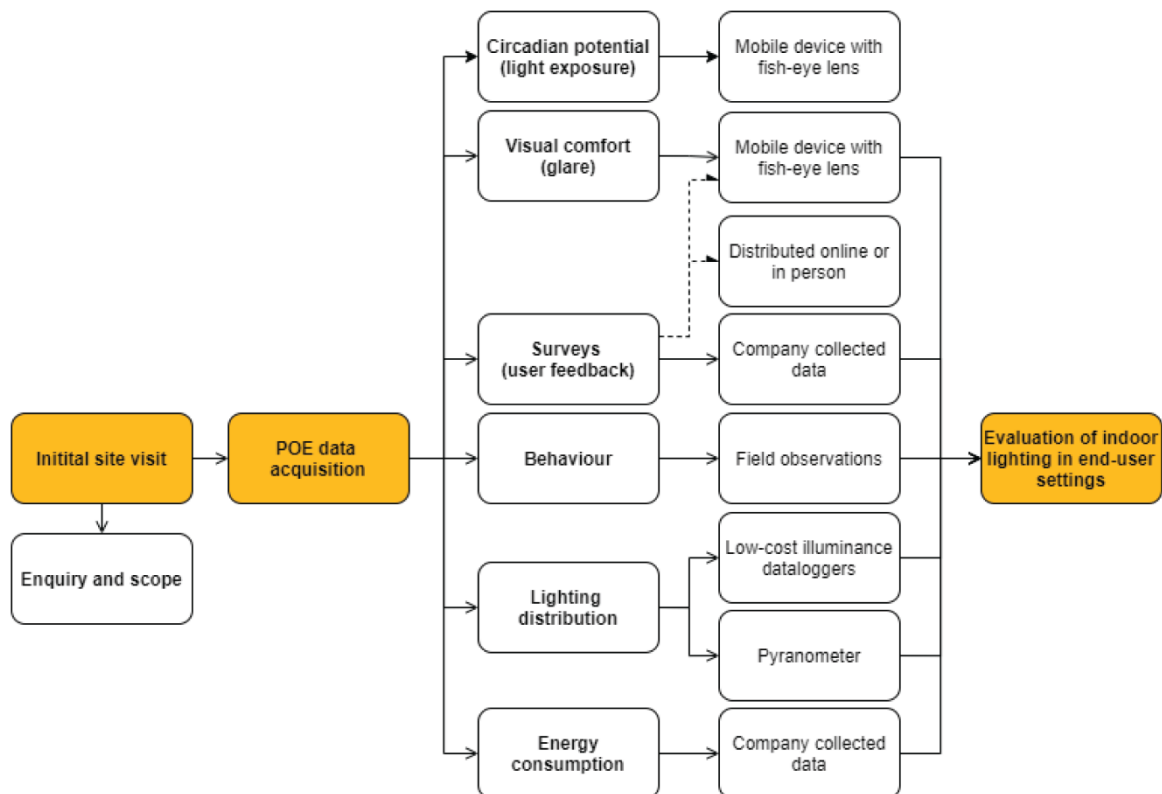 Initital site visit
Enquiry and scope
POE data
acquisition
Circadian potential
(light exposure)
Mobile device with
fish-eye lens
Visual comfort
(glare)
Mobile device with
fish-eye lens
Distributed online or
in person
Surveys
(user feedback)
Company collected
data
Behaviour
Field observations
Lighting
distribution
Low-cost illuminance
dataloggers
Pyranometer
Energy
consumption
Company collected
data
Evaluation of indoor
lighting in end-user
settings